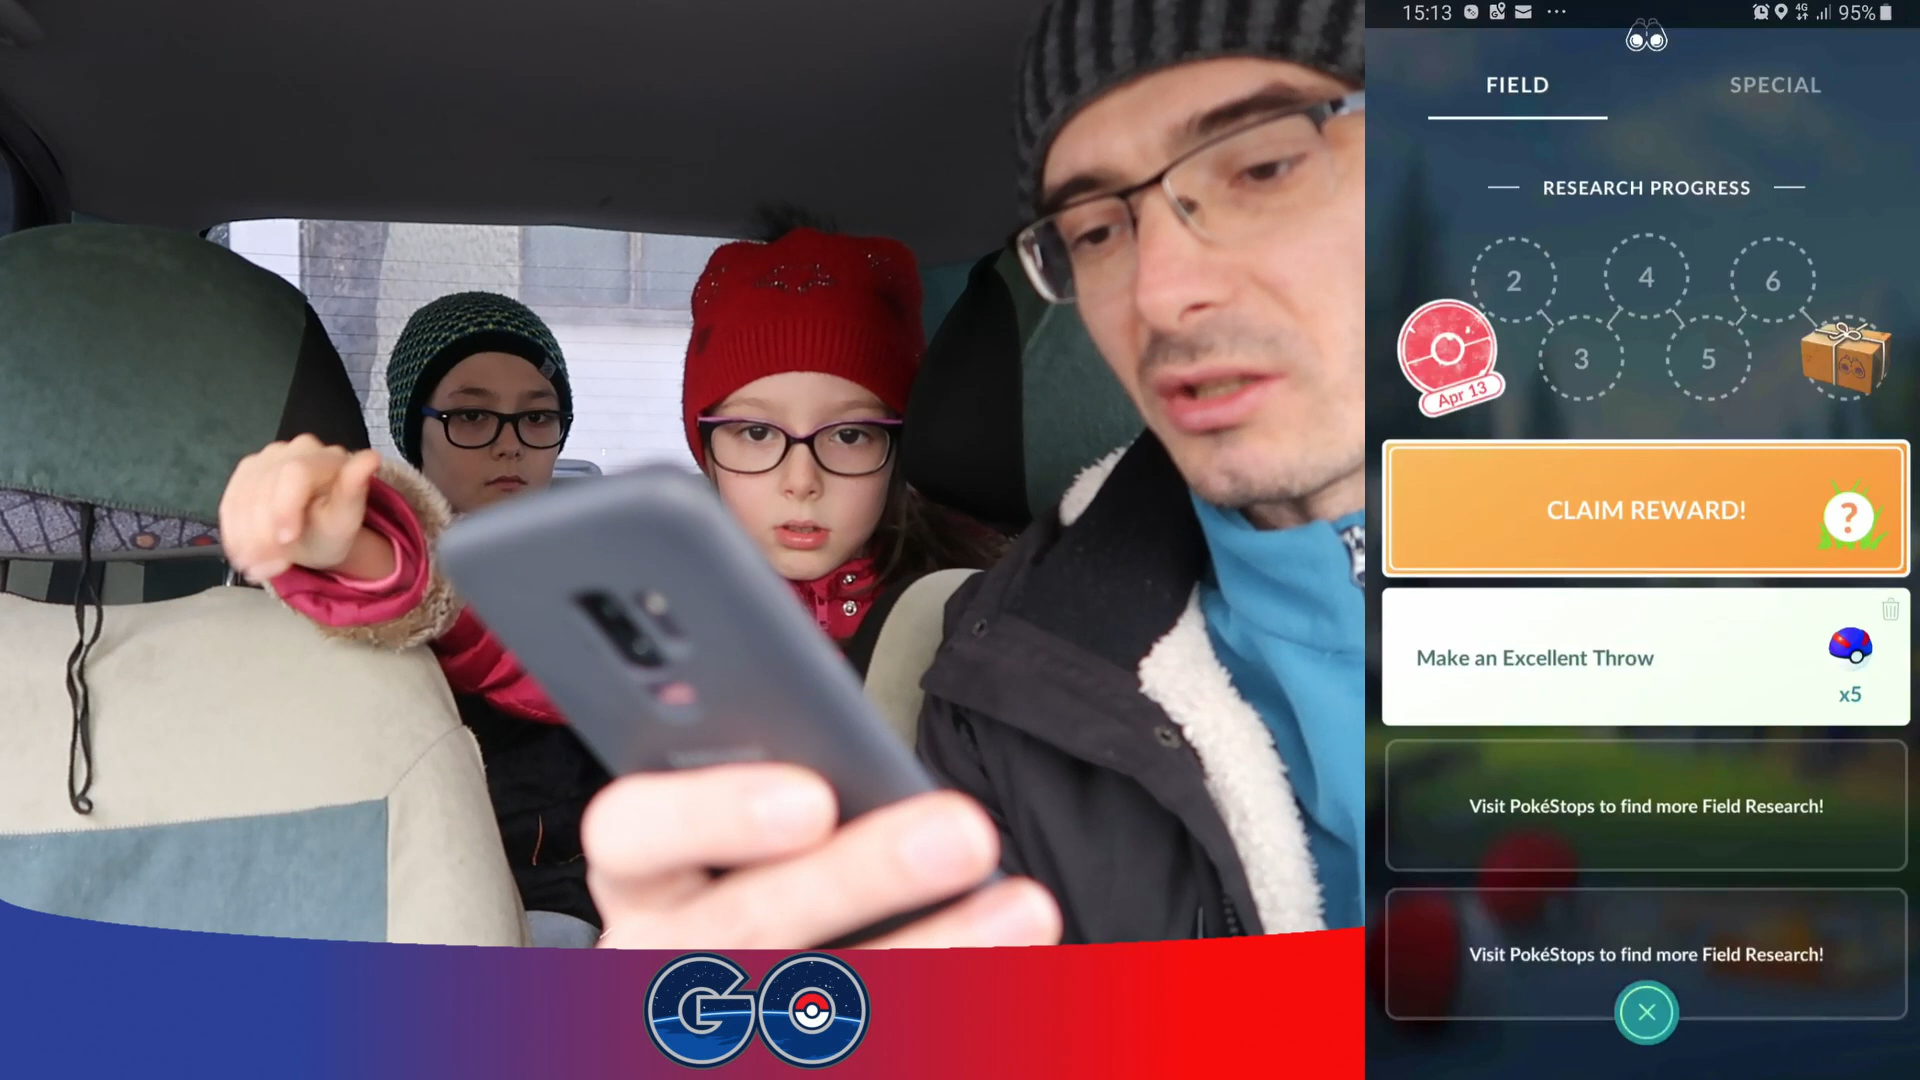 15:13
4G
95%
FIELD
SPECIAL
RESEARCH PROGRESS
2
4
6
3
5
Apr 13
CLAIM REWARD!
?
Make an Excellent Throw
x5
Visit PokéStops to find more Field Research!
Visit PokéStops to find more Field Research!
GO